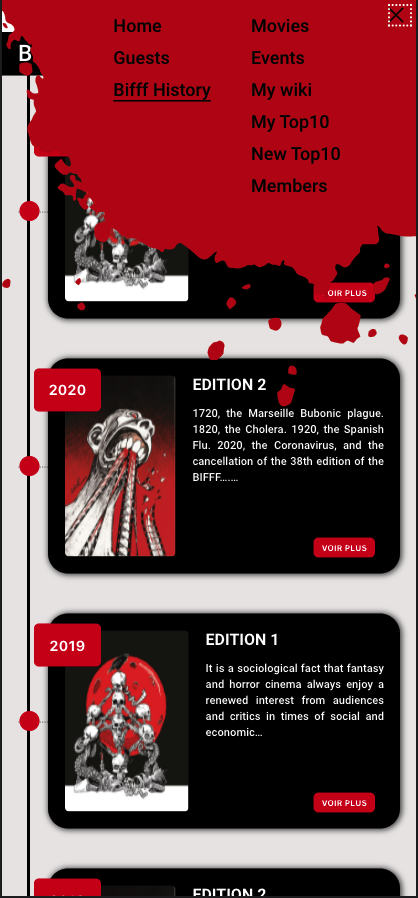 Home
Movies
Guests
Events
Bifff History
My wiki
My Top10
New Top10
Members
B
OIR PLUS
2020
EDITION 2
1720, the Marseille Bubonic plague.
1820, the Cholera. 1920, the Spanish
Flu. 2020, the Coronavirus, and the
cancellation of the 38th edition of the
BIFFF.......
VOIR PLUS
2019
EDITION 1
It is a sociological fact that fantasy
and horror cinema always enjoy a
renewed interest from audiences
and critics in times of social and
economic...
VOIR PLUS
EDITION 2